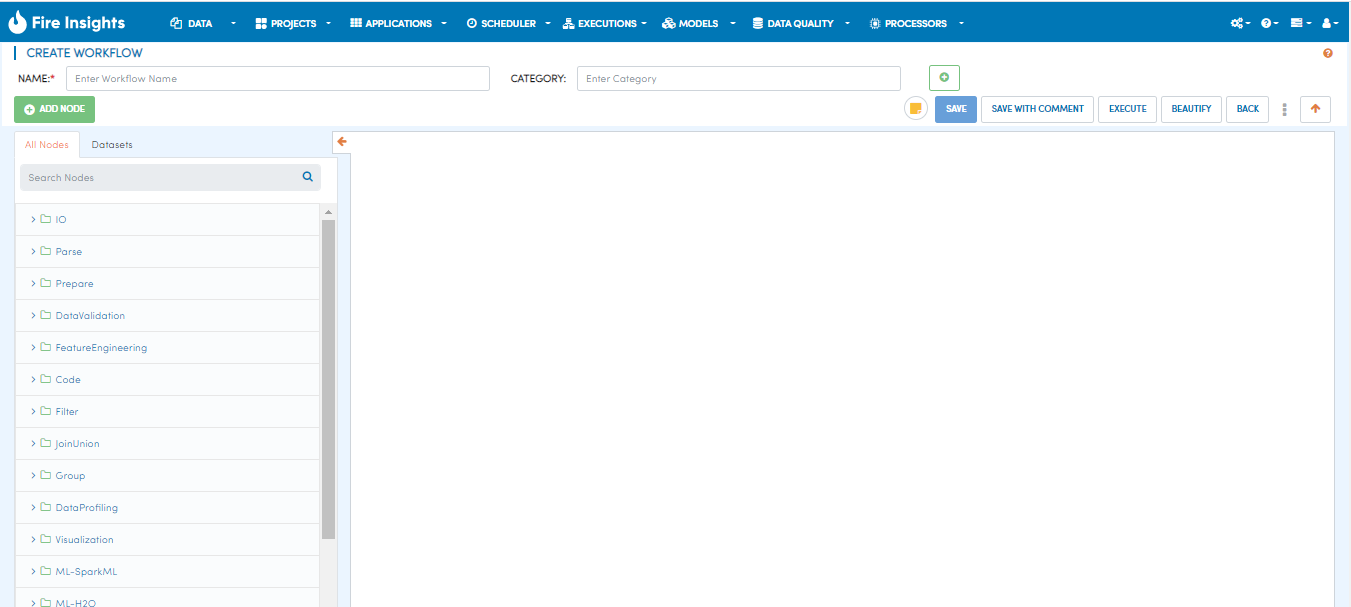 Fire Insights DATA PROJECTS APPLICATIONS SCHEDULER EXECUTIONS MODELS DATA QUALITY PROCESSORS
CREATE WORKFLOW
NAME:* Enter Workflow Name CATEGORY: Enter Category
ADD NODE SAVE SAVE WITH COMMENT EXECUTE BEAUTIFY BACK
All Nodes Datasets
Search Nodes
IO
Parse
Prepare
DataValidation
FeatureEngineering
Code
Filter
JoinUnion
Group
DataProfiling
Visualization
ML-SparkML
ML-H2O